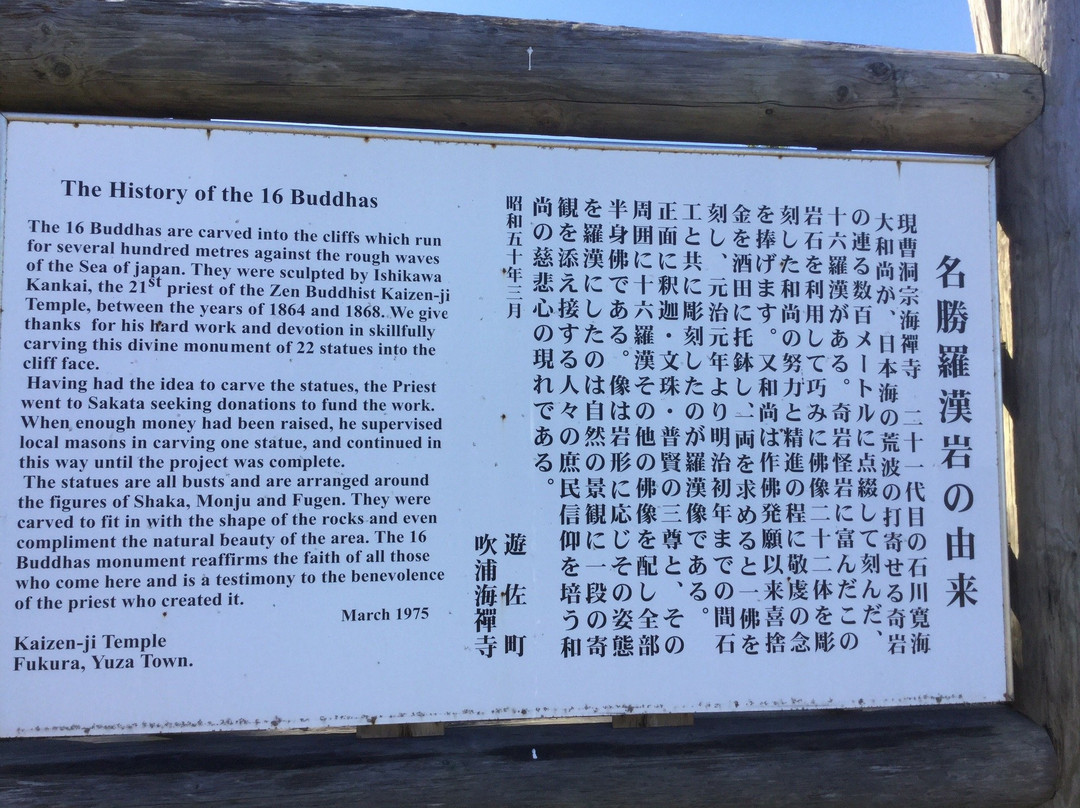 The History of the 16 Buddhas
The 16 Buddhas are carved into the cliffs which run
for several hundred metres against the rough waves
of the Sea of japan. They were sculpted by Ishikawa
Kankai, the 21st priest of the Zen Buddhist Kaizen-ji
Temple, between the years of 1864 and 1868. We give
thanks for his hard work and devotion in skillfully
carving this divine monument of 22 statues into the
cliff face.
Having had the idea to carve the statues, the Priest
went to Sakata seeking donations to fund the work.
When enough money had been raised, he supervised
local masons in carving one statue, and continued in
this way until the project was complete.
The statues are all busts and are arranged around
the figures of Shaka, Monju and Fugen. They were
carved to fit in with the shape of the rocks and even
compliment the natural beauty of the area. The 16
Buddhas monument reaffirms the faith of all those
who come here and is a testimony to the benevolence
of the priest who created it.
March 1975
Kaizen-ji Temple
Fukura, Yuza Town.
名勝羅漢岩の由来
現曹洞宗海禪寺 二十一代目の石川寬海
大和尚が、日本海の荒波の打寄せる奇岩
の連る数百メートルに点綴して刻んだ、
十六羅漢がある。奇岩怪岩に富んだこの
岩石を利用して巧みに佛像二十二体を彫
刻した和尚の努力と精進の程に敬虔の念
を捧げます。又和尚は作佛発願以来喜捨
金を酒田に托鉢し、一両を求めると一佛を
刻し、元治元年より明治初年までの間石
工と共に彫刻したのが羅漢像である。
正面に釈迦・文珠・普賢の三尊と、その
周囲に十六羅漢その他の佛像を配し全部
半身佛である。像は岩形に応じその姿態
を羅漢にしたのは自然の景観に一段の寄
観を添え接する人々の庶民信仰を培う和
尚の慈悲心の現れである。
昭和五十年三月
遊佐町
吹浦海禪寺